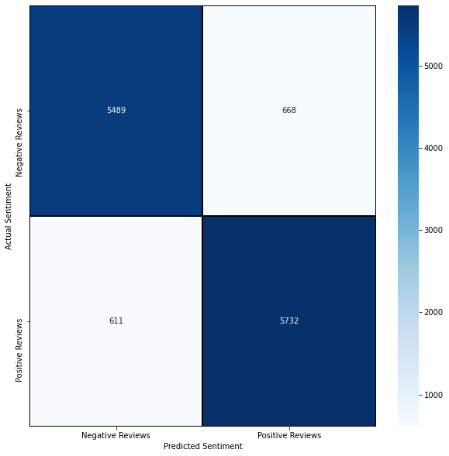 Actual Sentiment
Negative Reviews
Positive Reviews
5489
668
611
5732
Negative Reviews
Positive Reviews
Predicted Sentiment
5000
4000
3000
2000
1000